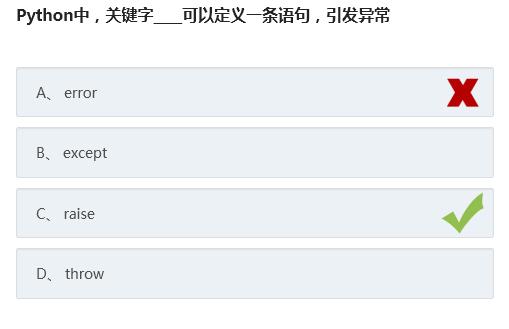 Python中，关键字____可以定义一条语句，引发异常
A、 error
B、 except
C、 raise
D、 throw